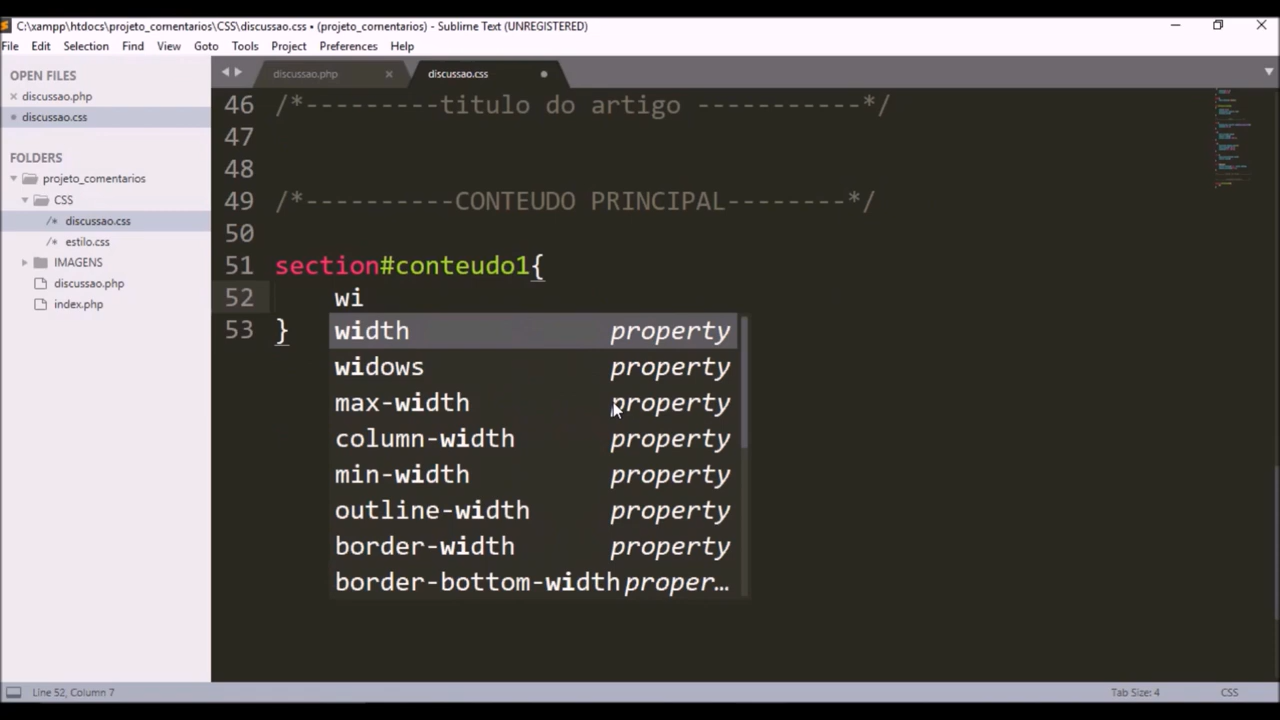 C:\xampp\htdocs\projeto_comentarios\CSS\discussao.css • (projeto_comentarios) - Sublime Text (UNREGISTERED)
File Edit Selection Find View Goto Tools Project Preferences Help
OPEN FILES
discussao.php
discussao.css
FOLDERS
projeto_comentarios
CSS
/* discussao.css
/* estilo.css
IMAGENS
discussao.php
index.php
discussao.php
discussao.css
46 /*---------titulo do artigo -----------*/
47
48
49 /*----------CONTEUDO PRINCIPAL--------*/
50
51 section#conteudo1{
52 wi
53 }
width property
widows property
max-width property
column-width property
min-width property
outline-width property
border-width property
border-bottom-width proper…
Line 52, Column 7
Tab Size: 4
CSS